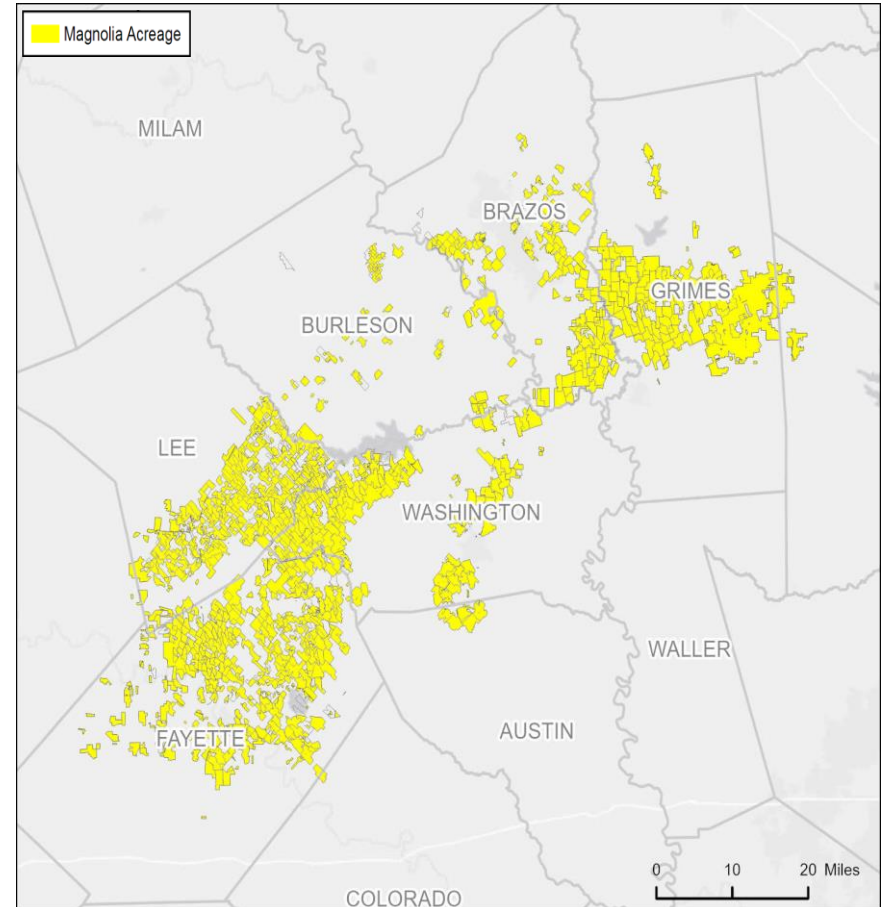 Magnolia Acreage
MILAM
BRAZOS
GRIMES
BURLESON
LEE
WASHINGTON
WALLER
AUSTIN
FAYETTE
0 10 20 Miles
COLORADO